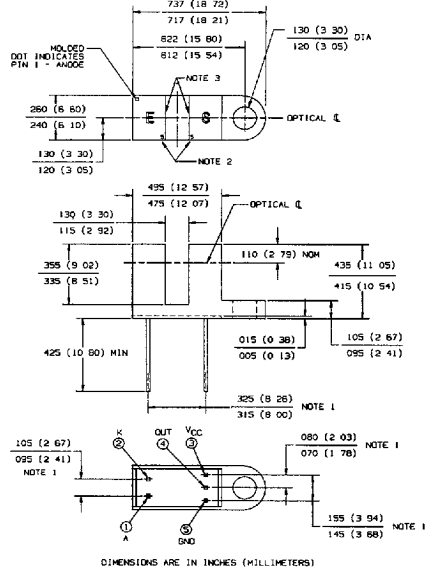 737 (18 72)
717 (18 21)
622 (15 80)
612 (15 54)
130 (3 30)
120 (3 05)
DIA
MOLDED
DOT INDICATES
PIN 1 - ANODE
NOTE 3
E
S
260 (6 60)
240 (6 10)
OPTICAL ℄
S
S
130 (3 30)
120 (3 05)
NOTE 2
495 (12 57)
475 (12 07)
130 (3 30)
115 (2 92)
OPTICAL ℄
110 (2 79) NOM
355 (9 02)
335 (8 51)
435 (11 05)
415 (10 54)
425 (10 80) MIN
015 (0 38)
005 (0 13)
105 (2 67)
095 (2 41)
325 (8 26)
315 (8 00)
NOTE 1
K
2
OUT
4
VCC
3
105 (2 67)
095 (2 41)
NOTE 1
080 (2 03)
070 (1 78)
NOTE 1
1
A
5
GND
155 (3 94)
145 (3 68)
NOTE 1
DIMENSIONS ARE IN INCHES (MILLIMETERS)